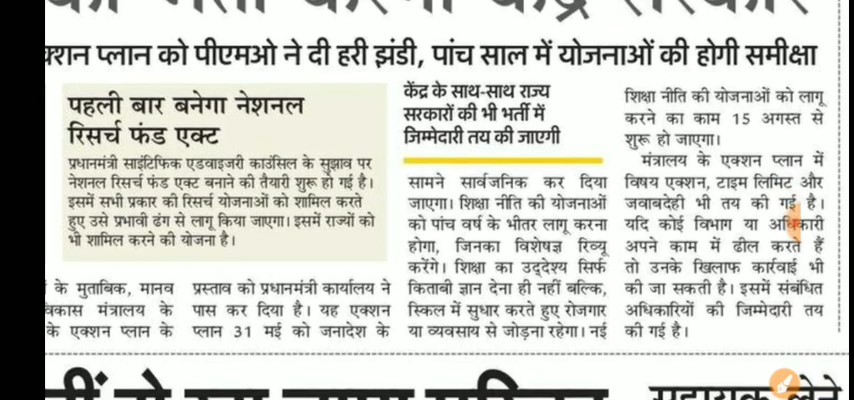 क्शन प्लान को पीएमओ ने दी हरी झंडी, पांच साल में योजनाओं की होगी समीक्षा
पहली बार बनेगा नेशनल
रिसर्च फंड एक्ट
प्रधानमंत्री साइंटिफिक एडवाइजरी काउंसिल के सुझाव पर
नेशनल रिसर्च फंड एक्ट बनाने की तैयारी शुरू हो गई है।
इसमें सभी प्रकार की रिसर्च योजनाओं को शामिल करते
हुए उसे प्रभावी ढंग से लागू किया जाएगा। इसमें राज्यों को
भी शामिल करने की योजना है।
के मुताबिक, मानव
विकास मंत्रालय के
के एक्शन प्लान के
प्रस्ताव को प्रधानमंत्री कार्यालय ने
पास कर दिया है। यह एक्शन
प्लान 31 मई को जनादेश के
केंद्र के साथ-साथ राज्य
सरकारों की भी भर्ती में
जिम्मेदारी तय की जाएगी
सामने सार्वजनिक कर दिया
जाएगा। शिक्षा नीति की योजनाओं
को पांच वर्ष के भीतर लागू करना
होगा, जिनका विशेषज्ञ रिव्यू
करेंगे। शिक्षा का उद्देश्य सिर्फ
किताबी ज्ञान देना ही नहीं बल्कि,
स्किल में सुधार करते हुए रोजगार
या व्यवसाय से जोड़ना रहेगा। नई
शिक्षा नीति की योजनाओं को लागू
करने का काम 15 अगस्त से
शुरू हो जाएगा।
मंत्रालय के एक्शन प्लान में
विषय एक्शन, टाइम लिमिट और
जवाबदेही भी तय की गई है।
यदि कोई विभाग या अधिकारी
अपने काम में ढील करते हैं
तो उनके खिलाफ कार्रवाई भी
की जा सकती है। इसमें संबंधित
अधिकारियों की जिम्मेदारी तय
की गई है।